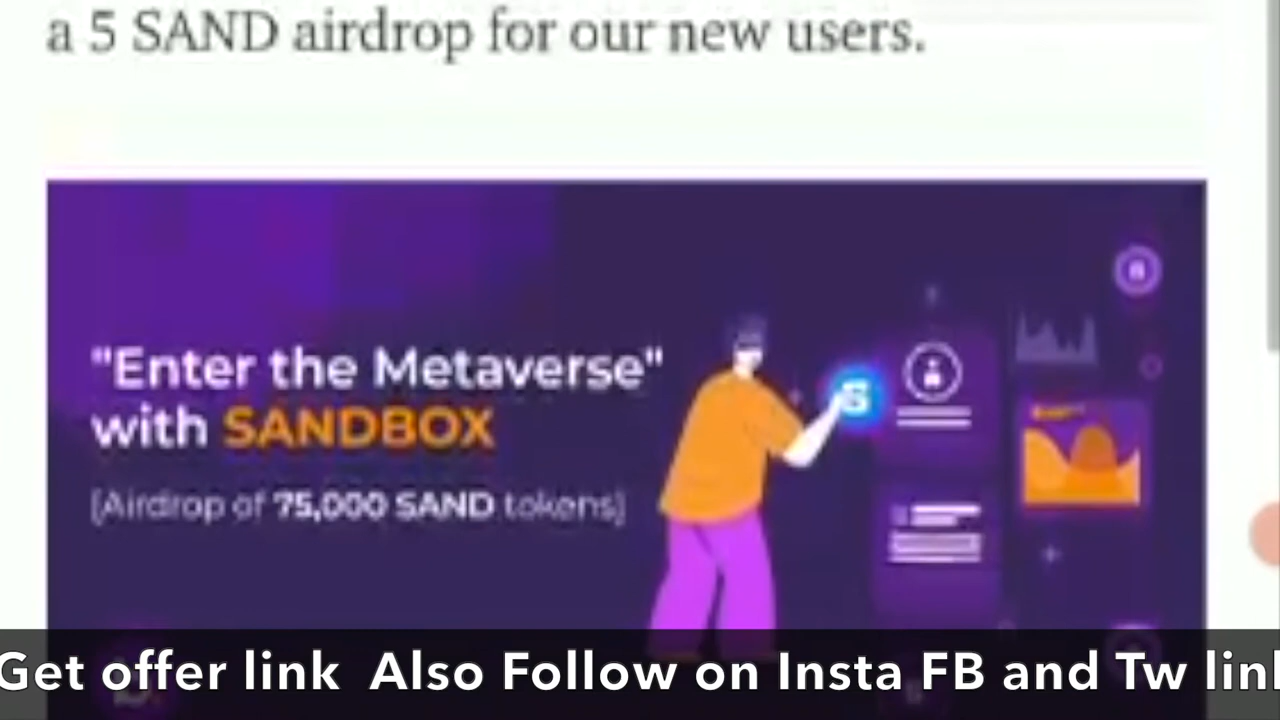 a 5 SAND airdrop for our new users.
"Enter the Metaverse"
with SANDBOX
(Airdrop of 75,000 SAND tokens)
Get offer link  Also Follow on Insta FB and Tw link